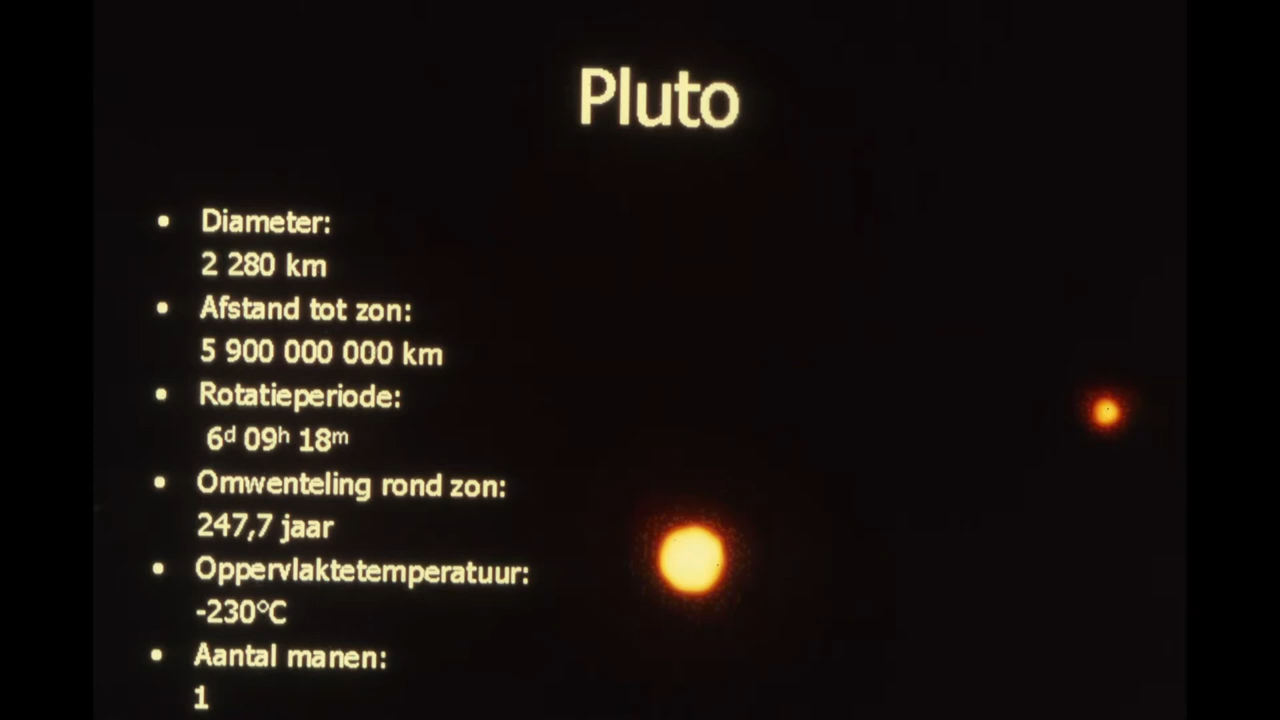 Pluto
• Diameter:
2 280 km
• Afstand tot zon:
5 900 000 000 km
• Rotatieperiode:
6ᵈ 09ʰ 18ᵐ
• Omwenteling rond zon:
247,7 jaar
• Oppervlaktetemperatuur:
-230°C
• Aantal manen:
1